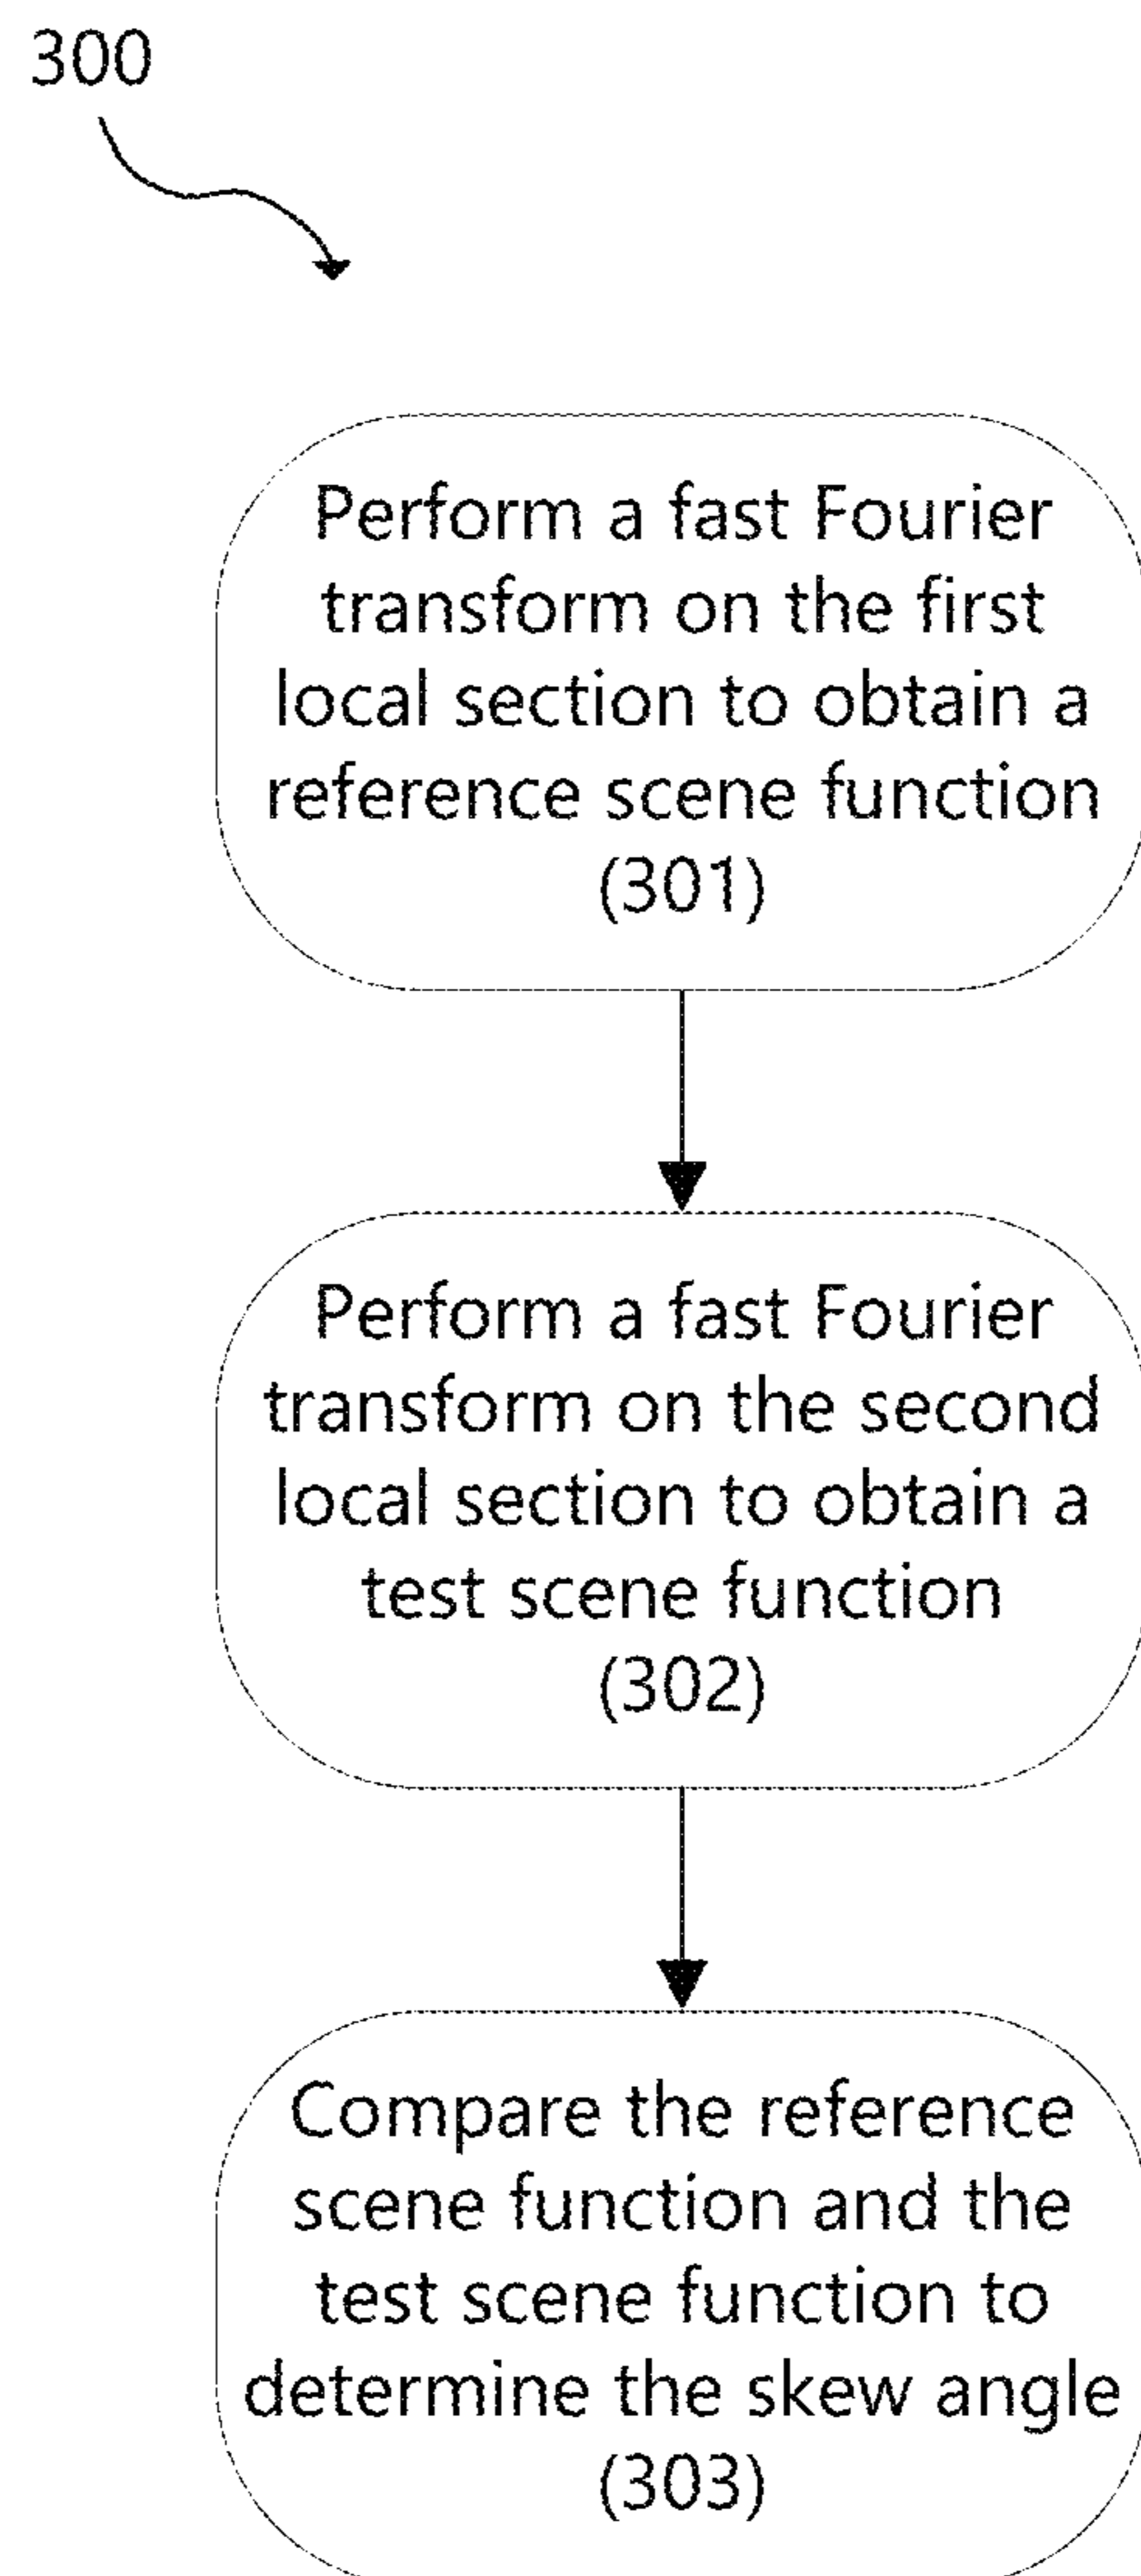 300
Perform a fast Fourier
transform on the first
local section to obtain a
reference scene function
(301)
Perform a fast Fourier
transform on the second
local section to obtain a
test scene function
(302)
Compare the reference
scene function and the
test scene function to
determine the skew angle
(303)